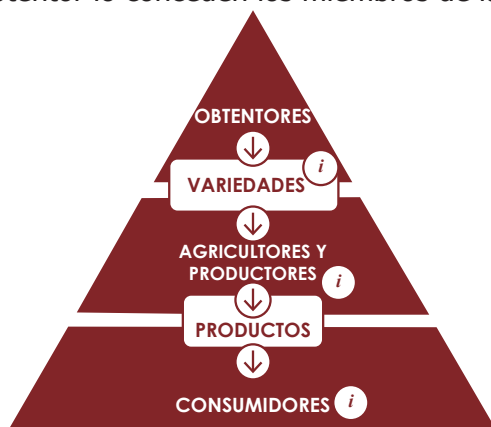 OBTENTORES
VARIEDADES
i
AGRICULTORES Y
PRODUCTORES
i
PRODUCTOS
CONSUMIDORES
i